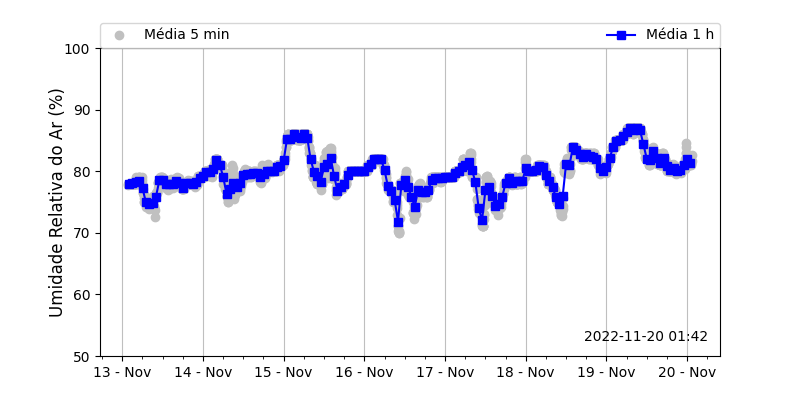 Média 5 min
Média 1 h
Umidade Relativa do Ar (%)
100
90
80
70
60
50
2022-11-20 01:42
13 - Nov
14 - Nov
15 - Nov
16 - Nov
17 - Nov
18 - Nov
19 - Nov
20 - Nov